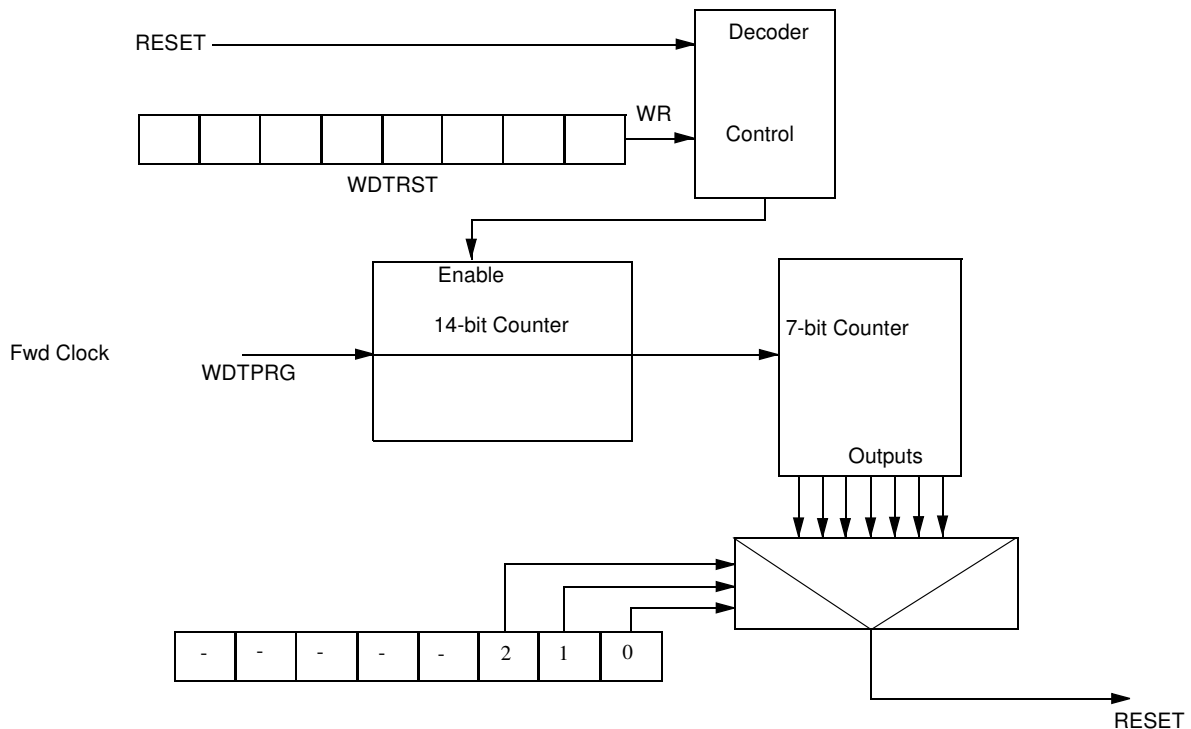 Decoder
RESET
WR
Control
WDTRST
Enable
14-bit Counter
7-bit Counter
Fwd Clock
WDTPRG
Outputs
- - - - - 2 1 0
RESET